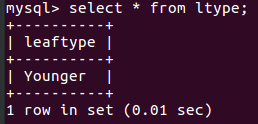 mysql> select * from ltype;
+----------+
| leaftype |
+----------+
| Younger  |
+----------+
1 row in set (0.01 sec)